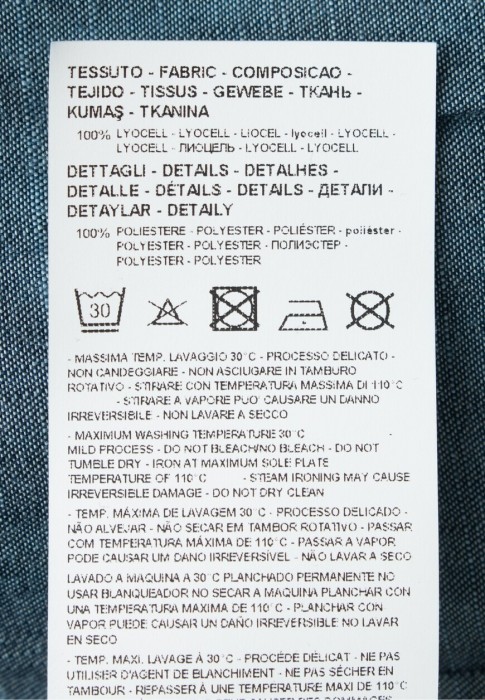 TESSUTO - FABRIC - COMPOSICAO -
TEJIDO - TISSUS - GEWEBE - ТКАНЬ -
KUMAŞ - TKANINA
100% LYOCELL - LYOCELL - LIOCEL - lyocell - LYOCELL -
LYOCELL - ЛИОЦЕЛЬ - LYOCELL - LYOCELL
DETTAGLI - DETAILS - DETALHES -
DETALLE - DÉTAILS - DETAILS - ДЕТАЛИ -
DETAYLAR - DETAILY
100% POLIESTERE - POLYESTER - POLIÉSTER - poliéster -
POLYESTER - POLYESTER - ПОЛИЭСТЕР -
POLYESTER - POLYESTER
30
- MASSIMA TEMP. LAVAGGIO 30°C - PROCESSO DELICATO -
NON CANDEGGIARE - NON ASCIUGARE IN TAMBURO
ROTATIVO - STIRARE CON TEMPERATURA MASSIMA DI 110°C
- STIRARE A VAPORE PUO' CAUSARE UN DANNO
IRREVERSIBILE - NON LAVARE A SECCO
- MAXIMUM WASHING TEMPERATURE 30°C -
MILD PROCESS - DO NOT BLEACH/NO BLEACH - DO NOT
TUMBLE DRY - IRON AT MAXIMUM SOLE PLATE
TEMPERATURE OF 110°C - STEAM IRONING MAY CAUSE
IRREVERSIBLE DAMAGE - DO NOT DRY CLEAN
- TEMP. MÁXIMA DE LAVAGEM 30°C - PROCESSO DELICADO -
NÃO ALVEJAR - NÃO SECAR EM TAMBOR ROTATIVO - PASSAR
COM TEMPERATURA MÁXIMA DE 110°C - PASSAR A VAPOR
PODE CAUSAR UM DANO IRREVERSÍVEL - NÃO LAVAR A SECO
LAVADO A MAQUINA A 30°C PLANCHADO PERMANENTE NO
USAR BLANQUEADOR NO SECAR A MAQUINA PLANCHAR CON
UNA TEMPERATURA MAXIMA DE 110°C - PLANCHAR CON
VAPOR PUEDE CAUSAR UN DAÑO IRREVERSIBLE NO LAVAR
EN SECO
- TEMP. MAXI. LAVAGE À 30°C - PROCÉDÉ DÉLICAT - NE PAS
UTILISER D'AGENT DE BLANCHIMENT - NE PAS SÉCHER EN
TAMBOUR - REPASSER À UNE TEMPERATURE MAXI DE 110°C